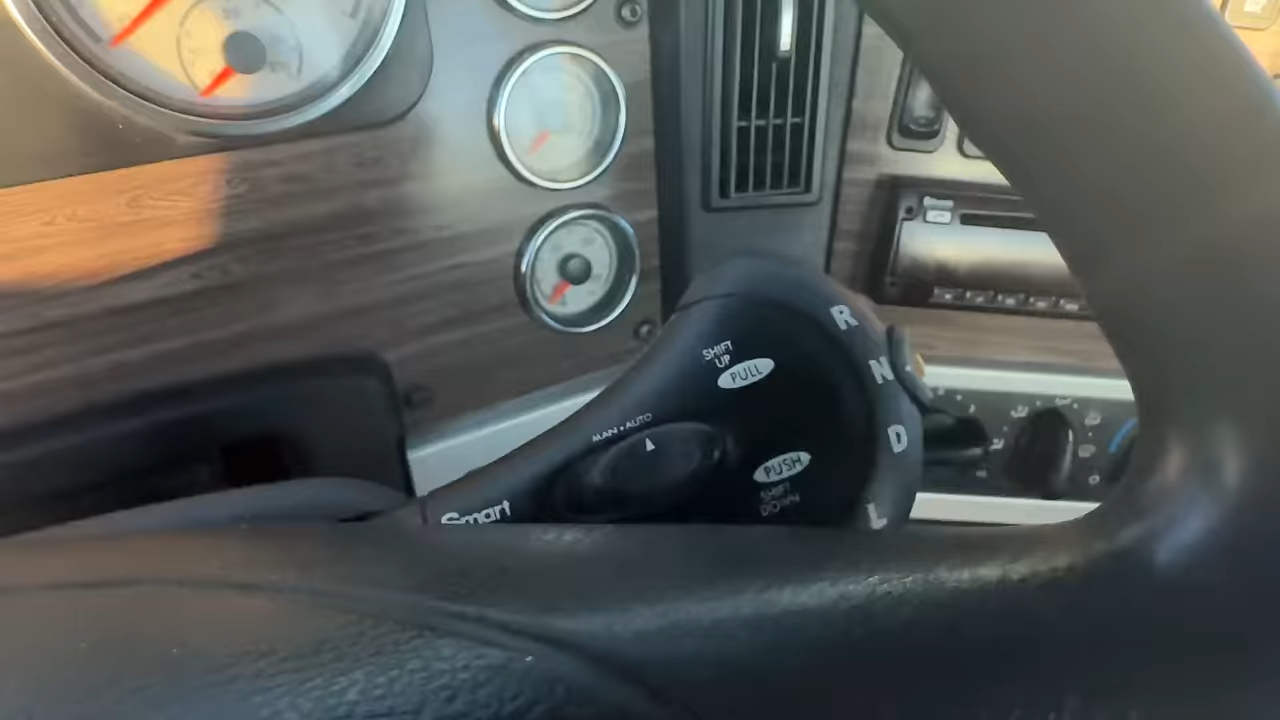 R
SHIFT
UP
PULL
N
MAN • AUTO
D
PUSH
SHIFT
DOWN
Smart
L